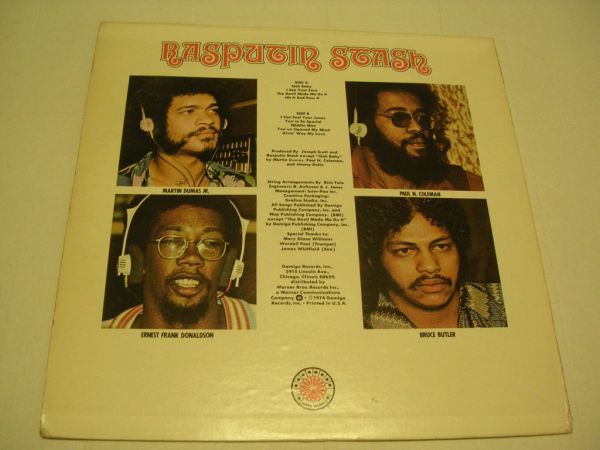 RASPUTIN STASH
SIDE A
Ooh Baby
I See Your Face
The Devil Made Me Do It
Hit It And Pass It
SIDE B
I Can Feel Your Jones
You're So Special
Middle Man
You've Opened My Mind
Givin' Way My Love
Produced By Joseph Scott and
Rasputin Stash except "Ooh Baby"
by Martin Dumas, Paul N. Coleman,
and Jimmy
MARTIN DUMAS JR.
PAUL N. COLEMAN
String Arrangements By Rich Tufo
Engineers: R. Anfinsen & J. Jones
Management: Inter-Pan Inc.
Creative Packaging:
Studio, Inc.
All Songs Published By Gemigo
Publishing Company, Inc. and
Publishing Company, (BMI)
except "The Devil Made Me Do It"
by Gemigo Publishing Company, Inc.
(BMI)
Special Thanks to:
Mary Diane Williams
Wardell Peel (Trumpet)
James Whitfield (Sax)
Gemigo Records, Inc.,
5915 Lincoln Ave.,
Chicago, Illinois 60659,
distributed by
Warner Bros. Records Inc.
a Warner Communications
Company • ©1974 Gemigo
Records, Inc. • Printed in U.S.A.
ERNEST FRANK DONALDSON
BRUCE BUTLER